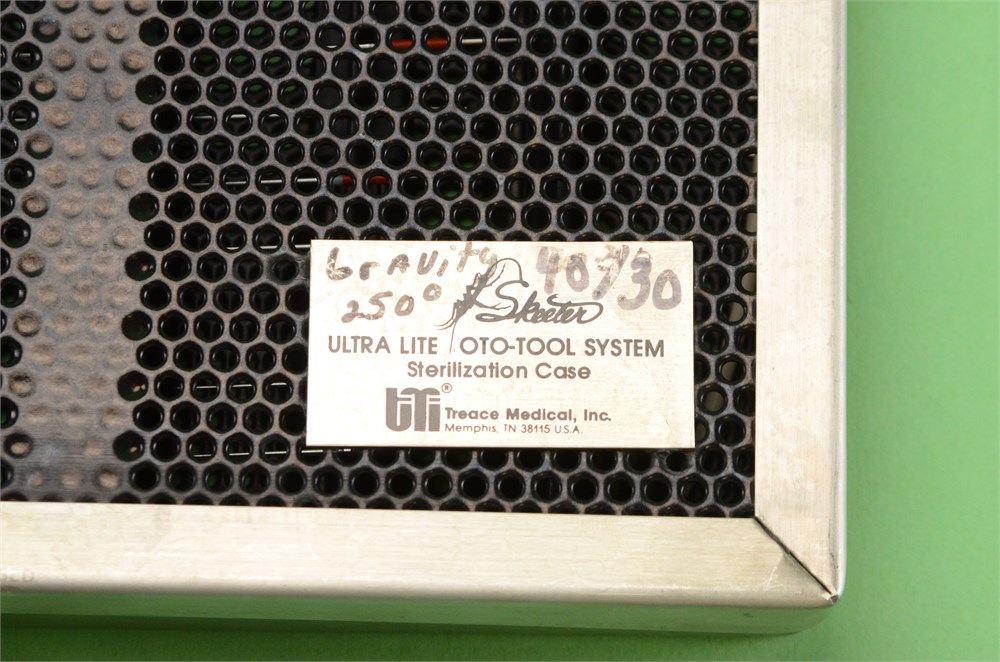 GrAVity 40/30
250°
Skeeter
ULTRA LITE OTO-TOOL SYSTEM
Sterilization Case
TMI ®
Treace Medical, Inc.
Memphis, TN 38115 U.S.A.